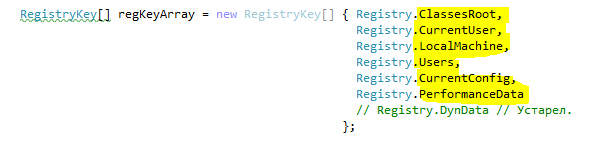 RegistryKey[] regKeyArray = new RegistryKey[] { Registry.ClassesRoot,
Registry.CurrentUser,
Registry.LocalMachine,
Registry.Users,
Registry.CurrentConfig,
Registry.PerformanceData
// Registry.DynData // Устарел.
};